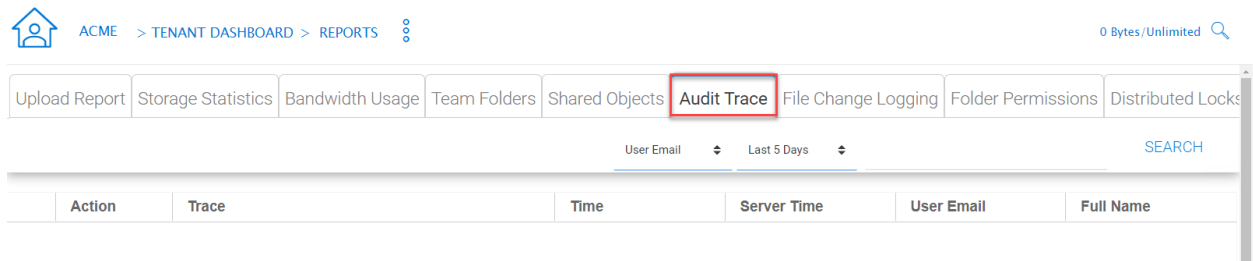 ACME > TENANT DASHBOARD > REPORTS 0 Bytes/Unlimited
Upload Report Storage Statistics Bandwidth Usage Team Folders Shared Objects Audit Trace File Change Logging Folder Permissions Distributed Locks
User Email Last 5 Days SEARCH
Action Trace Time Server Time User Email Full Name